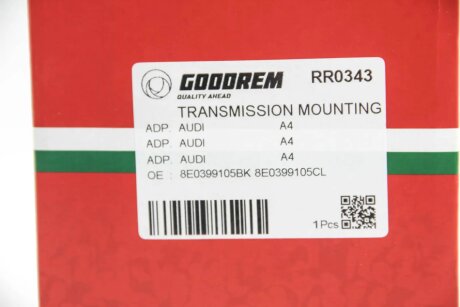 GOODREM RR0343
QUALITY AHEAD
TRANSMISSION MOUNTING
ADP. AUDI A4
ADP. AUDI A4
ADP. AUDI A4
OE : 8E0399105BK 8E0399105CL
1Pcs